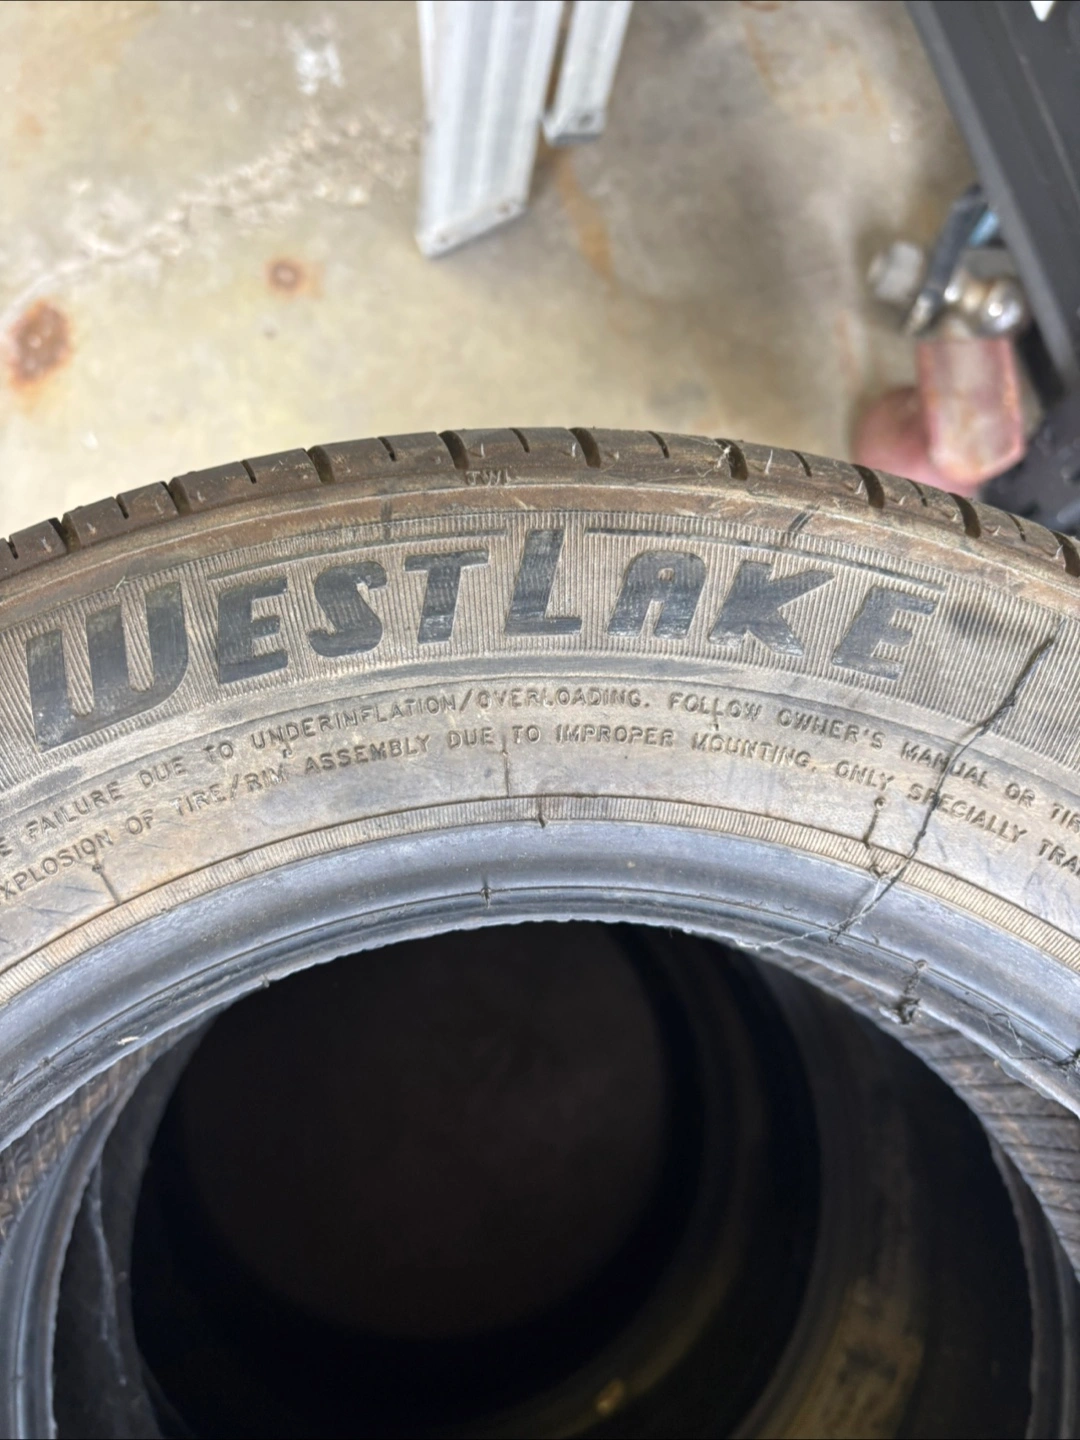 TWI
WESTLAKE
FAILURE DUE TO UNDERINFLATION/OVERLOADING. FOLLOW OWNER'S MANUAL OR
EXPLOSION OF TIRE/RIM ASSEMBLY DUE TO IMPROPER MOUNTING. ONLY SPECIALLY